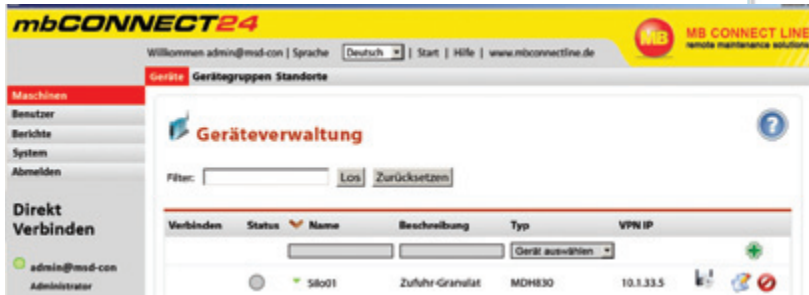 mbCONNECT24
MB CONNECT LINE
remote maintenance solutions
Willkommen admin@msd-con | Sprache Deutsch | Start | Hilfe | www.mbconnectline.de
Geräte Gerätegruppen Standorte
Maschinen
Benutzer
Berichte
System
Abmelden
Geräteverwaltung
Filter: Los Zurücksetzen
Direkt
Verbinden
admin@msd-con
Administrator
Verbinden Status Name Beschreibung Typ VPN IP
Gerät auswählen
Silo01 Zufuhr-Granulat MDH830 10.1.33.5